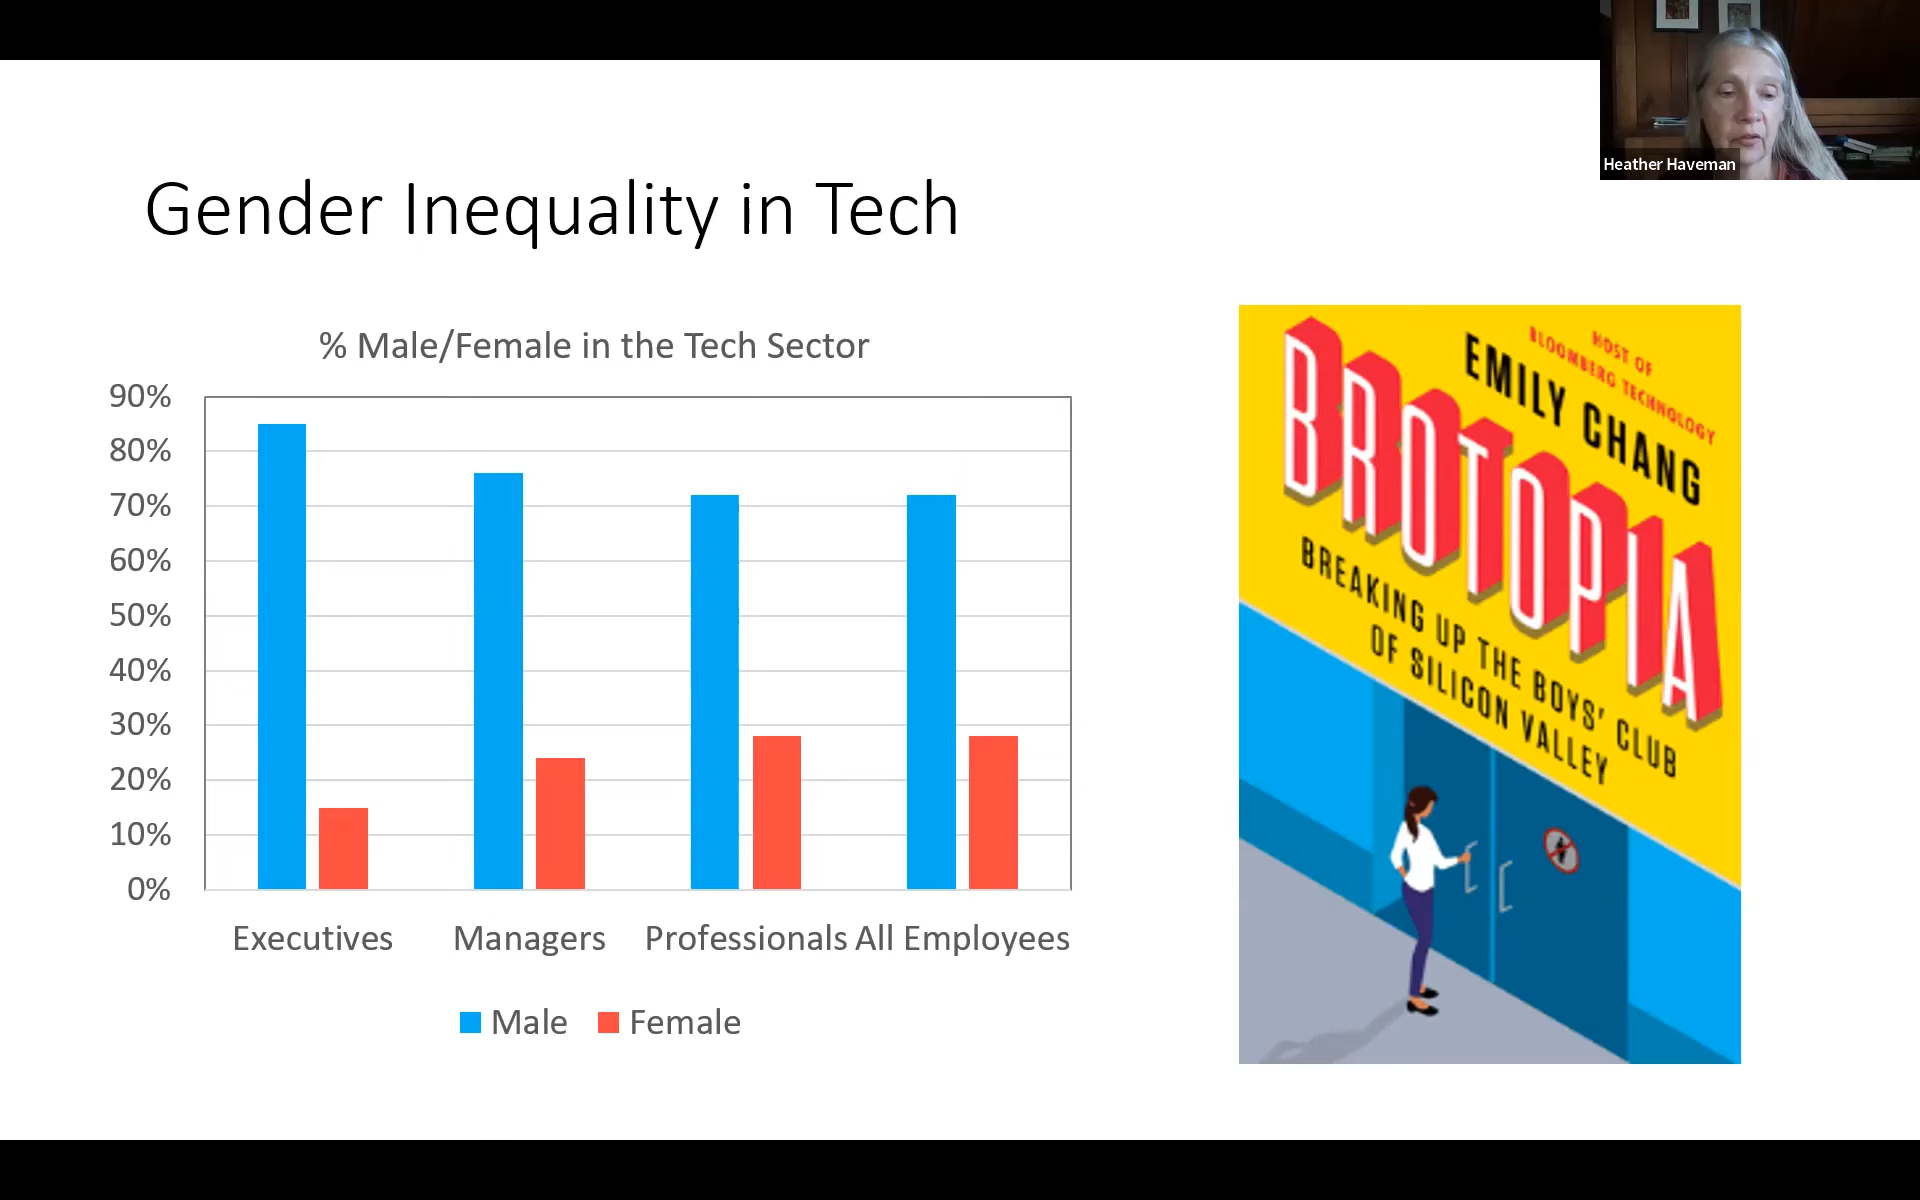 Heather Haveman
Gender Inequality in Tech
% Male/Female in the Tech Sector
90%
80%
70%
60%
50%
40%
30%
20%
10%
0%
Executives
Managers
Professionals
All Employees
Male
Female
HOST OF
BLOOMBERG TECHNOLOGY
EMILY CHANG
BROTOPIA
BREAKING UP THE BOYS' CLUB
OF SILICON VALLEY